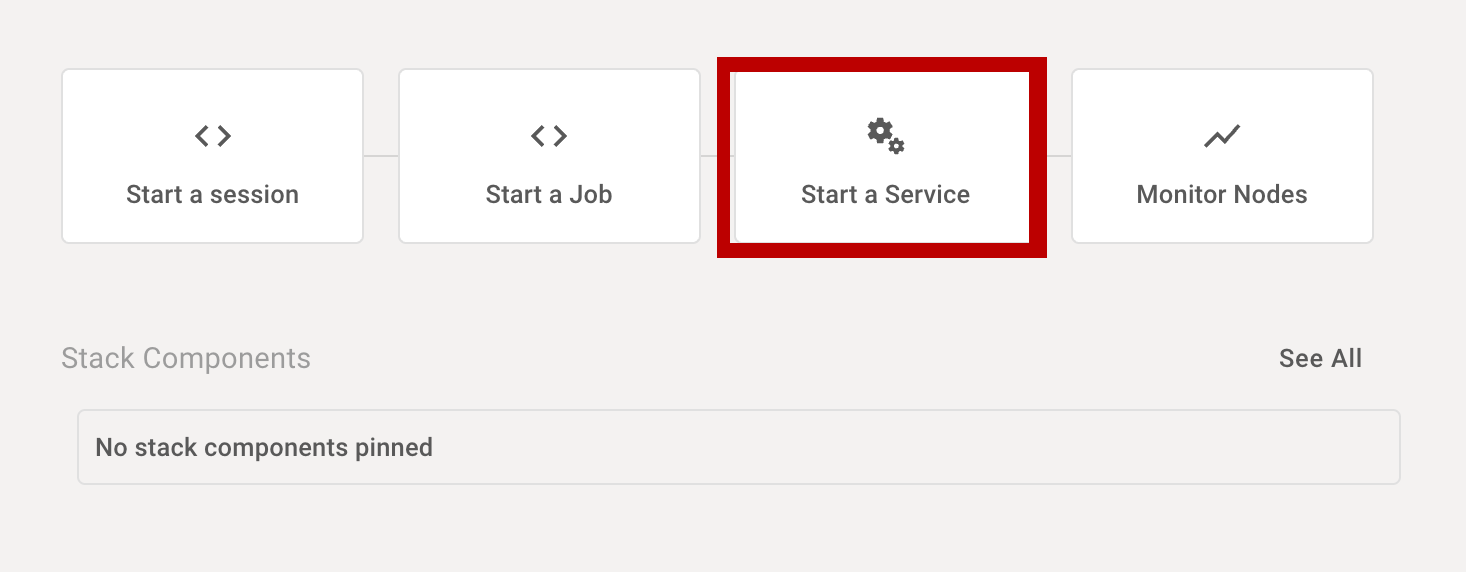 Start a session
Start a Job
Start a Service
Monitor Nodes
Stack Components
See All
No stack components pinned